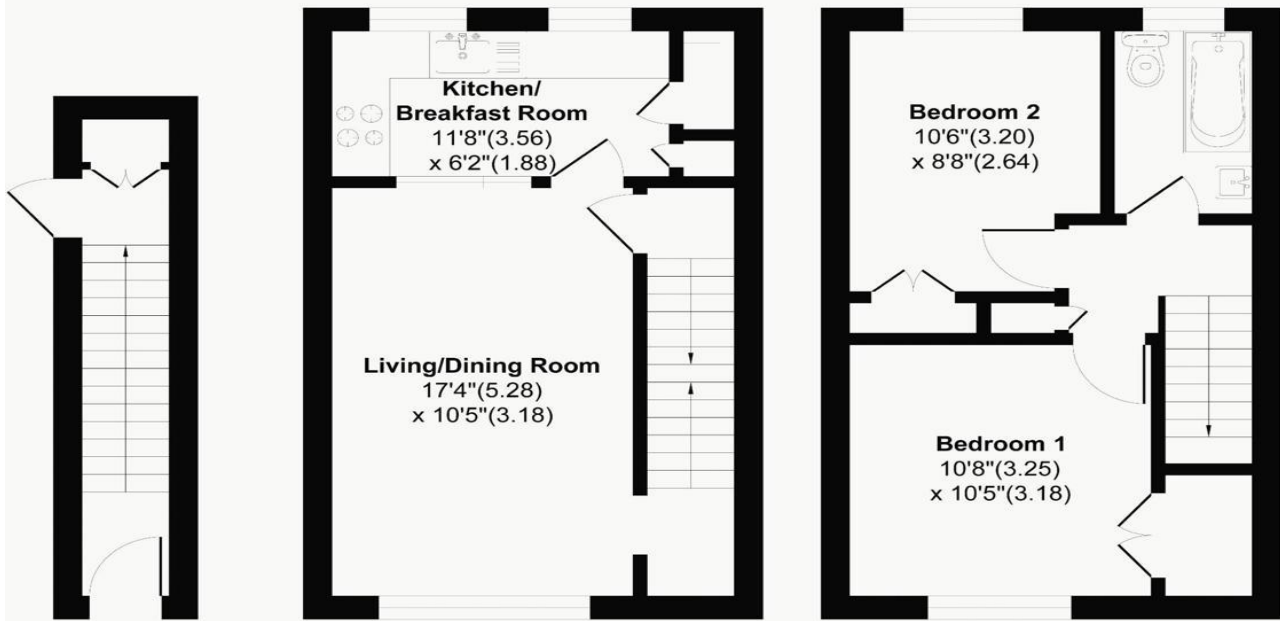 Kitchen/
Breakfast Room
11'8"(3.56)
x 6'2"(1.88)
Living/Dining Room
17'4"(5.28)
x 10'5"(3.18)
Bedroom 2
10'6"(3.20)
x 8'8"(2.64)
Bedroom 1
10'8"(3.25)
x 10'5"(3.18)